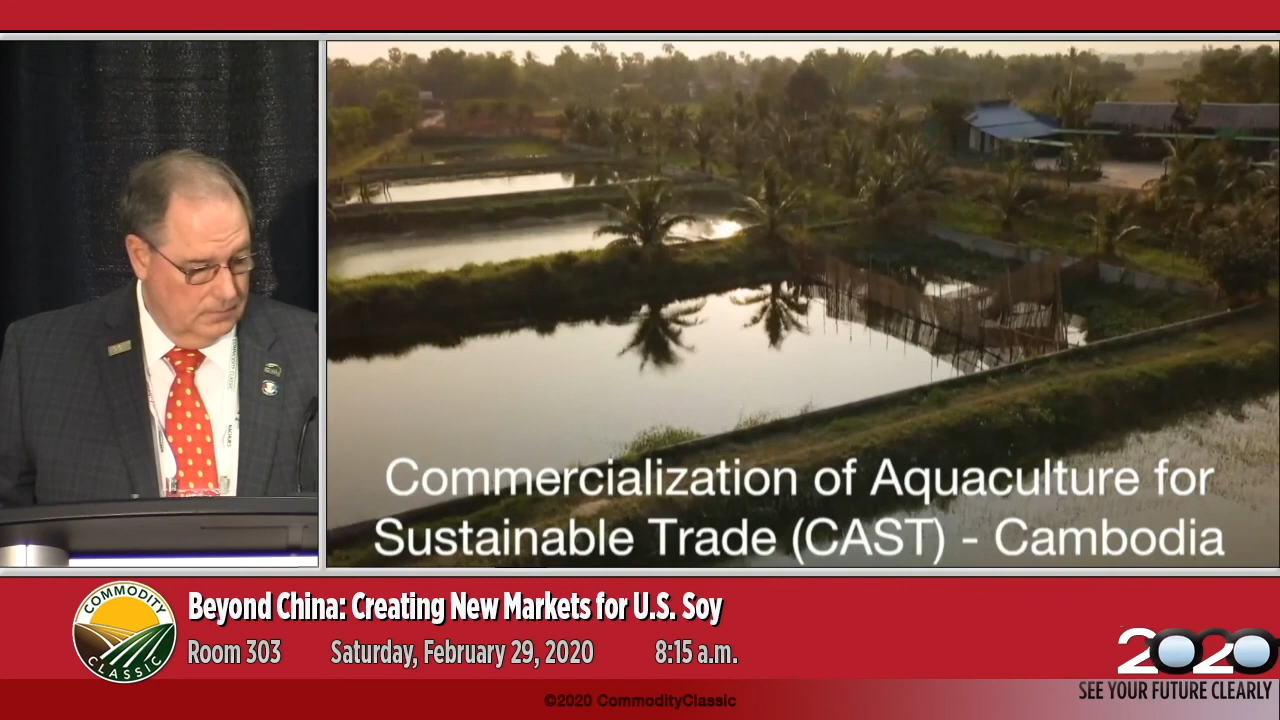 Commercialization of Aquaculture for
Sustainable Trade (CAST) - Cambodia
COMMODITY
CLASSIC
Beyond China: Creating New Markets for U.S. Soy
Room 303 Saturday, February 29, 2020 8:15 a.m.
2020
SEE YOUR FUTURE CLEARLY
©2020 CommodityClassic